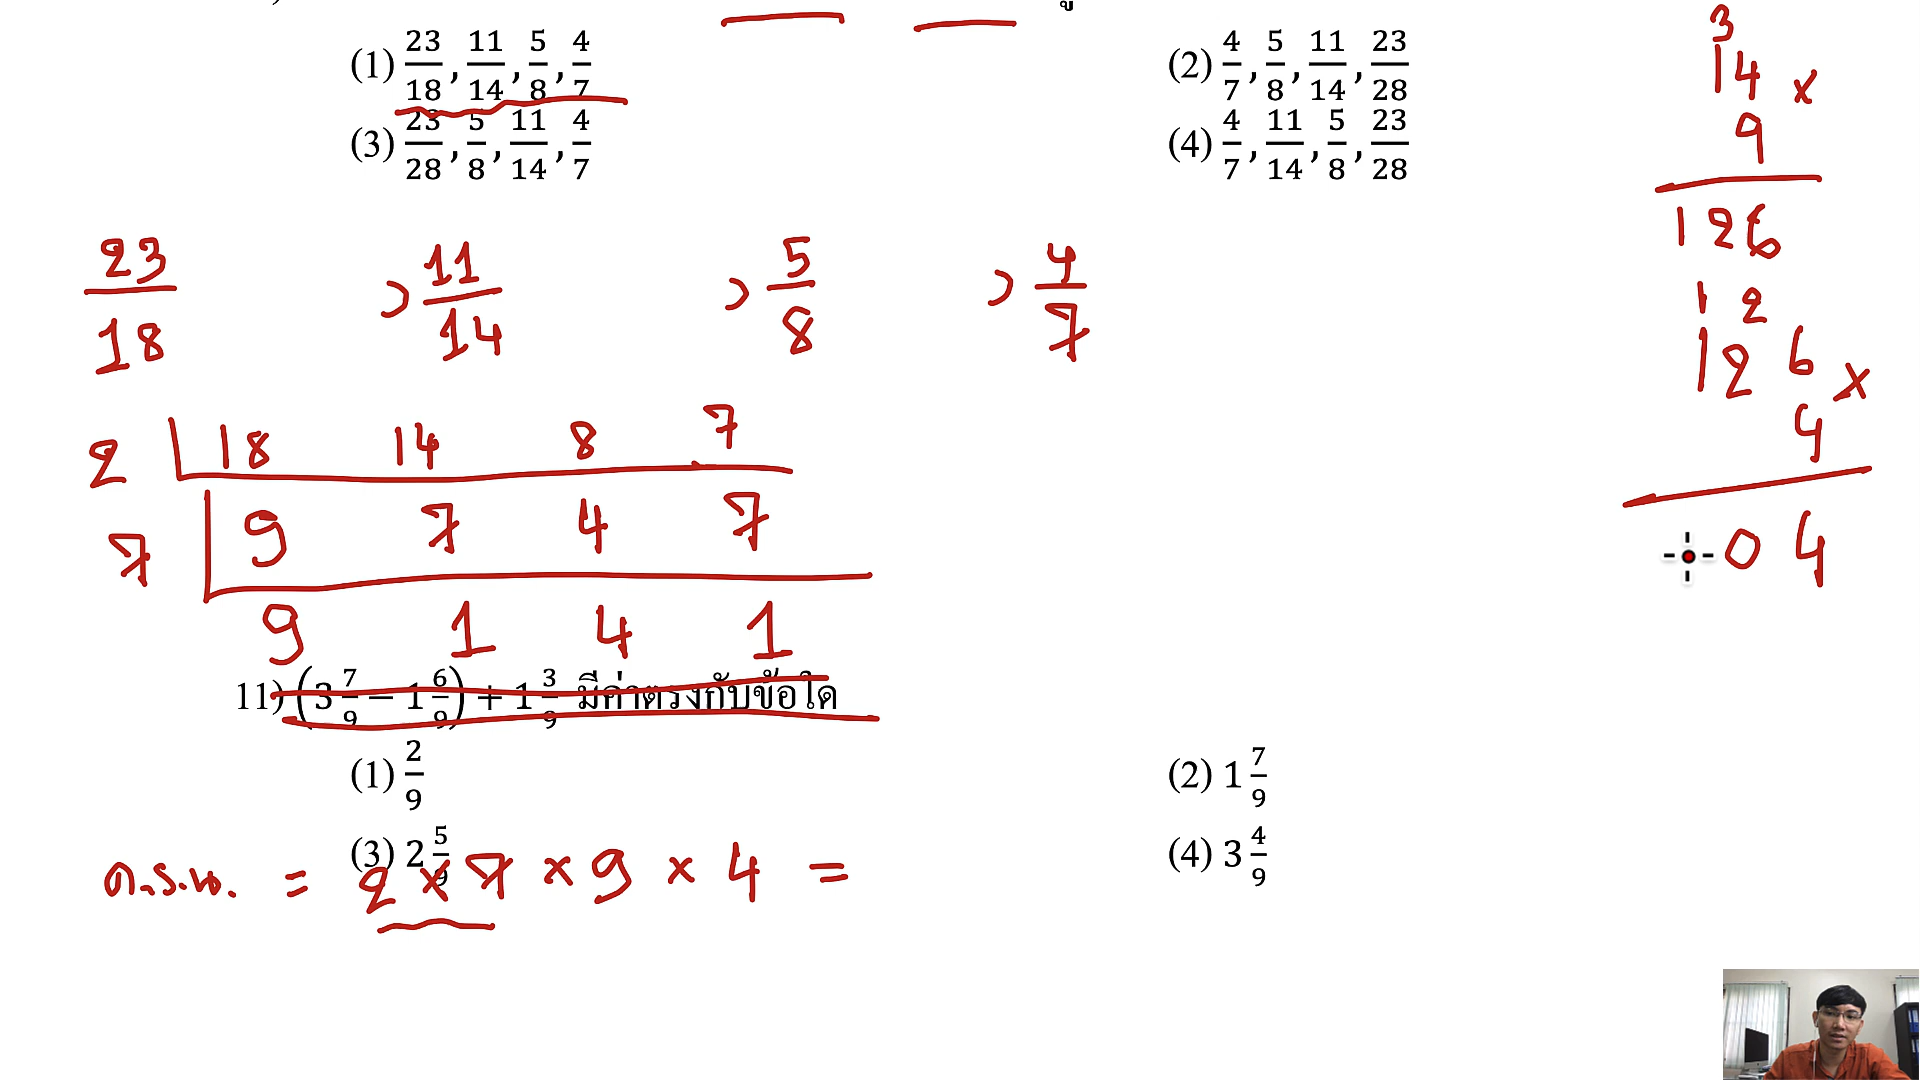 (1) 23/18, 11/14, 5/8, 4/7 (2) 4/7, 5/8, 11/14, 23/28
(3) 23/28, 5/8, 11/14, 4/7 (4) 4/7, 11/14, 5/8, 23/28
3
14 ×
9
126
12
126 ×
4
04
23/18 , 11/14 , 5/8 , 4/7
2 18 14 8 7
7 9 7 4 7
9 1 4 1
11) (3 7/9 − 1 6/9) + 1 3/9 มีค่าตรงกับข้อใด
(1) 2/9 (2) 1 7/9
(3) 2 5/9 (4) 3 4/9
ค.ร.น. = 2 × 7 × 9 × 4 =